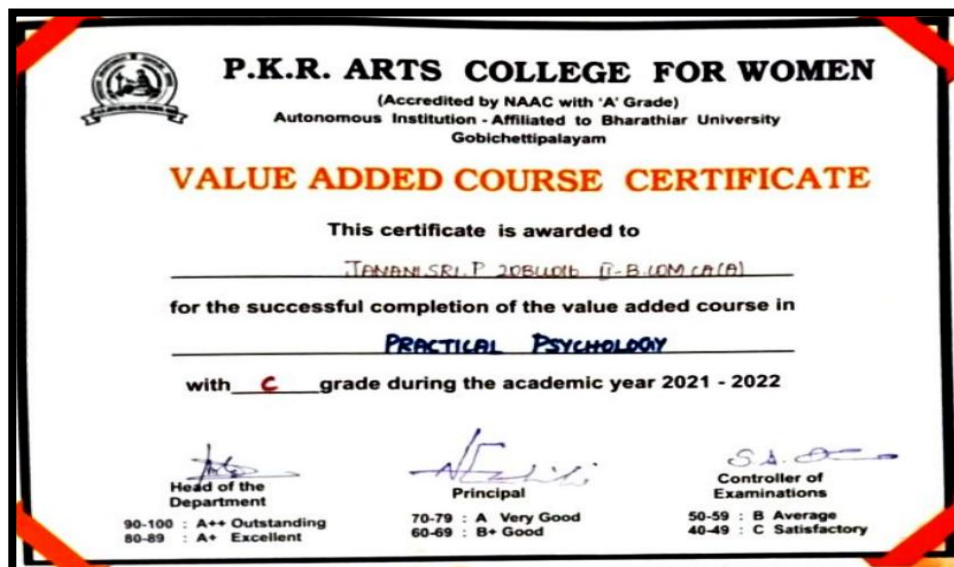 P.K.R. ARTS COLLEGE FOR WOMEN
(Accredited by NAAC with 'A' Grade)
Autonomous Institution - Affiliated to Bharathiar University
Gobichettipalayam
VALUE ADDED COURSE CERTIFICATE
This certificate is awarded to
JANANI SRI. P II-B.COM CA(A)
for the successful completion of the value added course in
PRACTICAL PSYCHOLOGY
with C grade during the academic year 2021 - 2022
Head of the
Department
Principal
Controller of
Examinations
90-100 : A++ Outstanding
80-89 : A+ Excellent
70-79 : A Very Good
60-69 : B+ Good
50-59 : B Average
40-49 : C Satisfactory